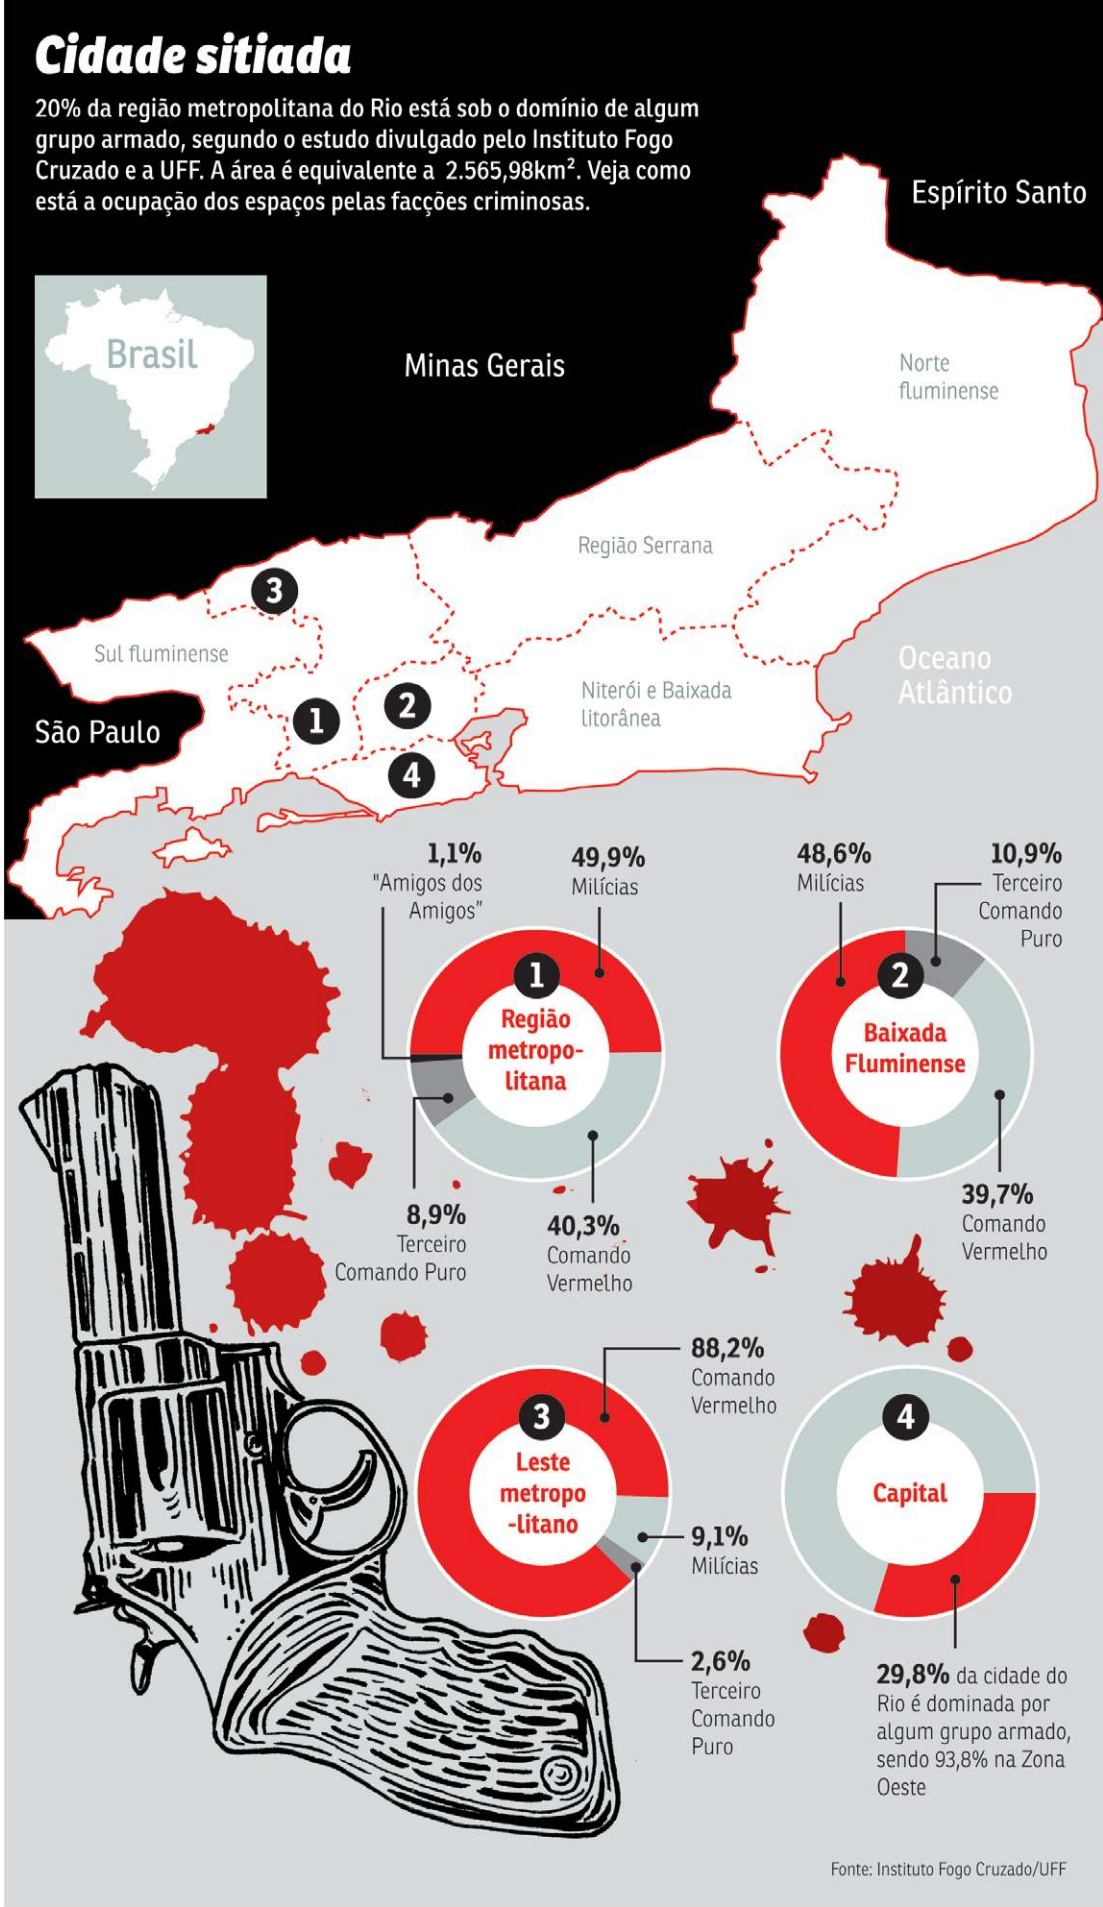 Cidade sitiada
20% da região metropolitana do Rio está sob o domínio de algum
grupo armado, segundo o estudo divulgado pelo Instituto Fogo
Cruzado e a UFF. A área é equivalente a 2.565,98km². Veja como
está a ocupação dos espaços pelas facções criminosas.
Espírito Santo
Brasil
Minas Gerais
Norte
fluminense
Região Serrana
3
Sul fluminense
Oceano
Atlântico
Niterói e Baixada
litorânea
São Paulo
1
2
4
1,1%
"Amigos dos
Amigos”
49,9%
Milícias
1
Região
metropo-
litana
8,9%
Terceiro
Comando Puro
40,3%
Comando
Vermelho
48,6%
Milícias
10,9%
Terceiro
Comando
Puro
2
Baixada
Fluminense
39,7%
Comando
Vermelho
88,2%
Comando
Vermelho
3
Leste
metropo
-litano
9,1%
Milícias
2,6%
Terceiro
Comando
Puro
4
Capital
29,8% da cidade do
Rio é dominada por
algum grupo armado,
sendo 93,8% na Zona
Oeste
Fonte: Instituto Fogo Cruzado/UFF